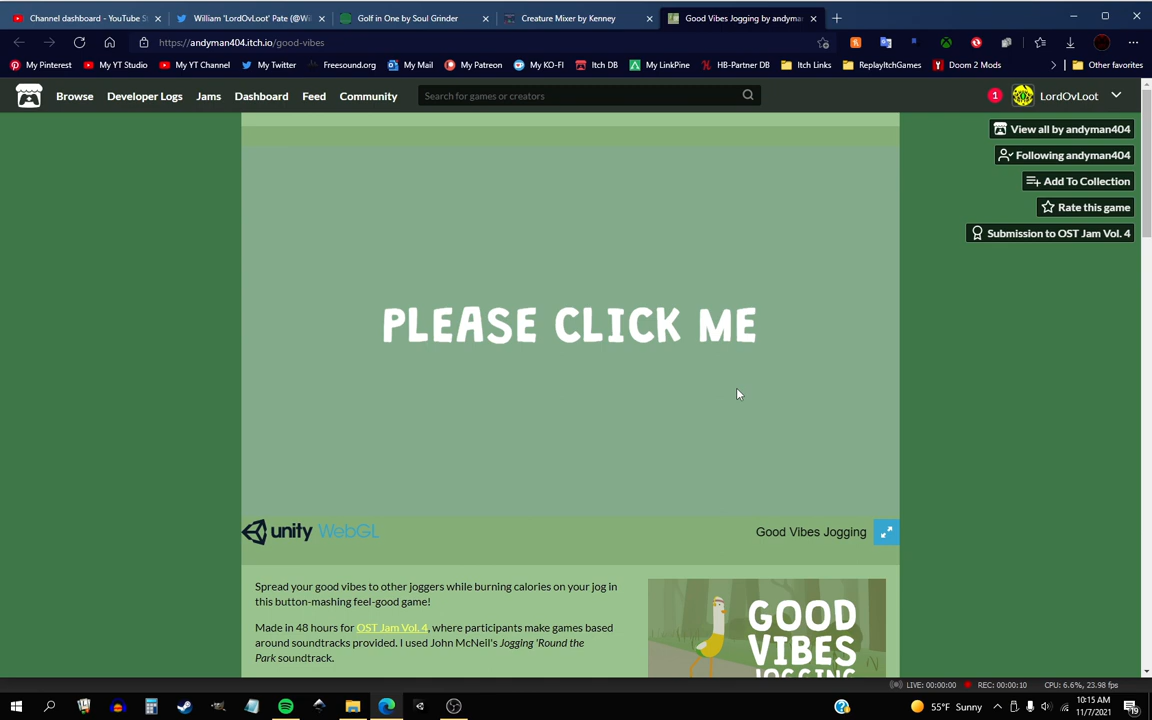 Channel dashboard - YouTube St
William 'LordOvLoot' Pate (@Wi
Golf in One by Soul Grinder
Creature Mixer by Kenney
Good Vibes Jogging by andyman
https://andyman404.itch.io/good-vibes
My Pinterest
My YT Studio
My YT Channel
My Twitter
Freesound.org
My Mail
My Patreon
My KO-FI
Itch DB
My LinkPine
HB-Partner DB
Itch Links
ReplayItchGames
Doom 2 Mods
Other favorites
Browse
Developer Logs
Jams
Dashboard
Feed
Community
Search for games or creators
1
LordOvLoot
View all by andyman404
Following andyman404
Add To Collection
Rate this game
Submission to OST Jam Vol. 4
PLEASE CLICK ME
unity WebGL
Good Vibes Jogging
Spread your good vibes to other joggers while burning calories on your jog in
this button-mashing feel-good game!
Made in 48 hours for OST Jam Vol. 4, where participants make games based
around soundtracks provided. I used John McNeil's Jogging 'Round the
Park soundtrack.
GOOD
VIBES
JOGGING
LIVE: 00:00:00
REC: 00:00:10
CPU: 6.6%, 23.98 fps
55°F Sunny
10:15 AM
11/7/2021
19